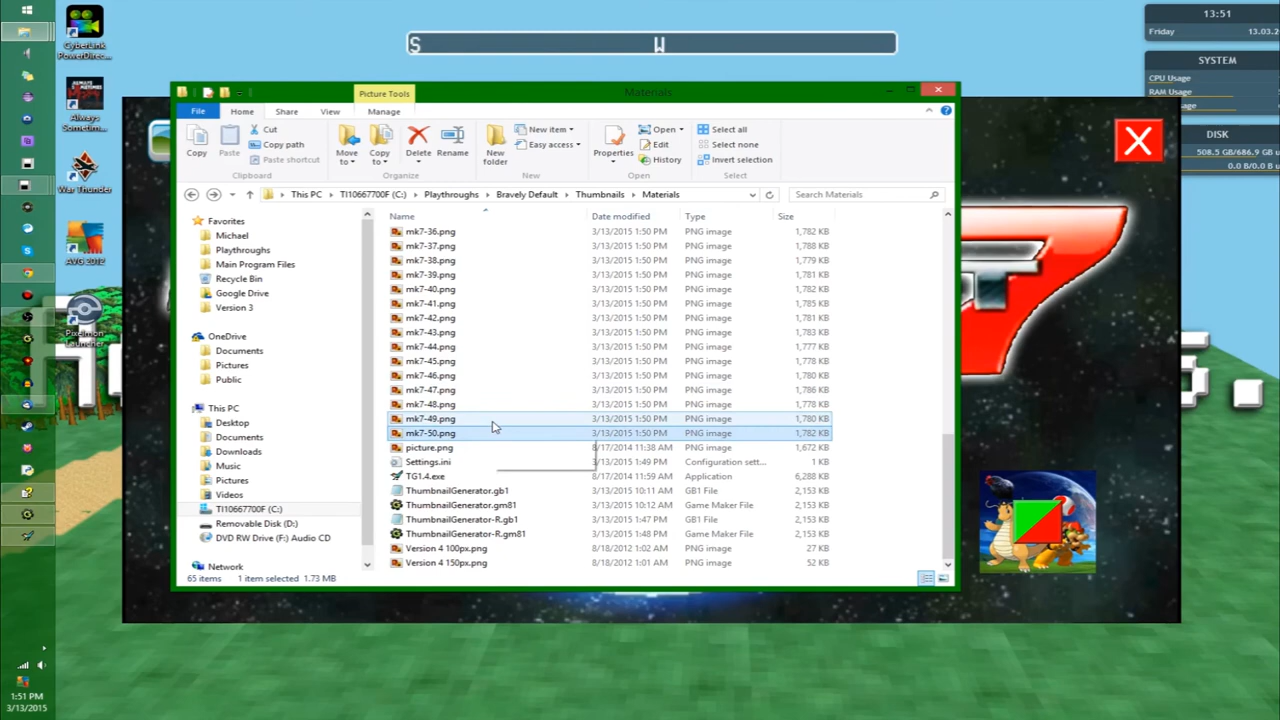 CyberLink
PowerDirec...
Always
Sometim...
War Thunder
AVG 2012
Pixelmon
Launcher
1:51 PM
3/13/2015
S W
13:51
Friday 13.03.2
SYSTEM
CPU Usage
RAM Usage
sage
DISK
508.5 GB/686.9 GB
0.0 B/0.0 B
Picture Tools
Materials
File Home Share View Manage
Copy
Paste
Cut
Copy path
Paste shortcut
Clipboard
Move
to
Copy
to
Delete
Rename
Organize
New
folder
New item
Easy access
New
Properties
Open
Edit
History
Open
Select all
Select none
Invert selection
Select
This PC TI10667700F (C:) Playthroughs Bravely Default Thumbnails Materials
Search Materials
Favorites
Michael
Playthroughs
Main Program Files
Recycle Bin
Google Drive
Version 3
OneDrive
Documents
Pictures
Public
This PC
Desktop
Documents
Downloads
Music
Pictures
Videos
TI10667700F (C:)
Removable Disk (D:)
DVD RW Drive (F:) Audio CD
Network
Name Date modified Type Size
mk7-36.png 3/13/2015 1:50 PM PNG image 1,782 KB
mk7-37.png 3/13/2015 1:50 PM PNG image 1,788 KB
mk7-38.png 3/13/2015 1:50 PM PNG image 1,779 KB
mk7-39.png 3/13/2015 1:50 PM PNG image 1,781 KB
mk7-40.png 3/13/2015 1:50 PM PNG image 1,782 KB
mk7-41.png 3/13/2015 1:50 PM PNG image 1,785 KB
mk7-42.png 3/13/2015 1:50 PM PNG image 1,781 KB
mk7-43.png 3/13/2015 1:50 PM PNG image 1,783 KB
mk7-44.png 3/13/2015 1:50 PM PNG image 1,777 KB
mk7-45.png 3/13/2015 1:50 PM PNG image 1,778 KB
mk7-46.png 3/13/2015 1:50 PM PNG image 1,780 KB
mk7-47.png 3/13/2015 1:50 PM PNG image 1,786 KB
mk7-48.png 3/13/2015 1:50 PM PNG image 1,778 KB
mk7-49.png 3/13/2015 1:50 PM PNG image 1,780 KB
mk7-50.png 3/13/2015 1:50 PM PNG image 1,782 KB
picture.png 8/17/2014 11:38 AM PNG image 1,672 KB
Settings.ini 3/13/2015 1:49 PM Configuration sett... 1 KB
TG1.4.exe 8/17/2014 11:59 AM Application 6,288 KB
ThumbnailGenerator.gb1 3/13/2015 10:11 AM GB1 File 2,153 KB
ThumbnailGenerator.gm81 3/13/2015 10:12 AM Game Maker File 2,153 KB
ThumbnailGenerator-R.gb1 3/13/2015 1:47 PM GB1 File 2,153 KB
ThumbnailGenerator-R.gm81 3/13/2015 1:48 PM Game Maker File 2,153 KB
Version 4 100px.png 8/18/2012 1:02 AM PNG image 27 KB
Version 4 150px.png 8/18/2012 1:01 AM PNG image 52 KB
65 items 1 item selected 1.73 MB